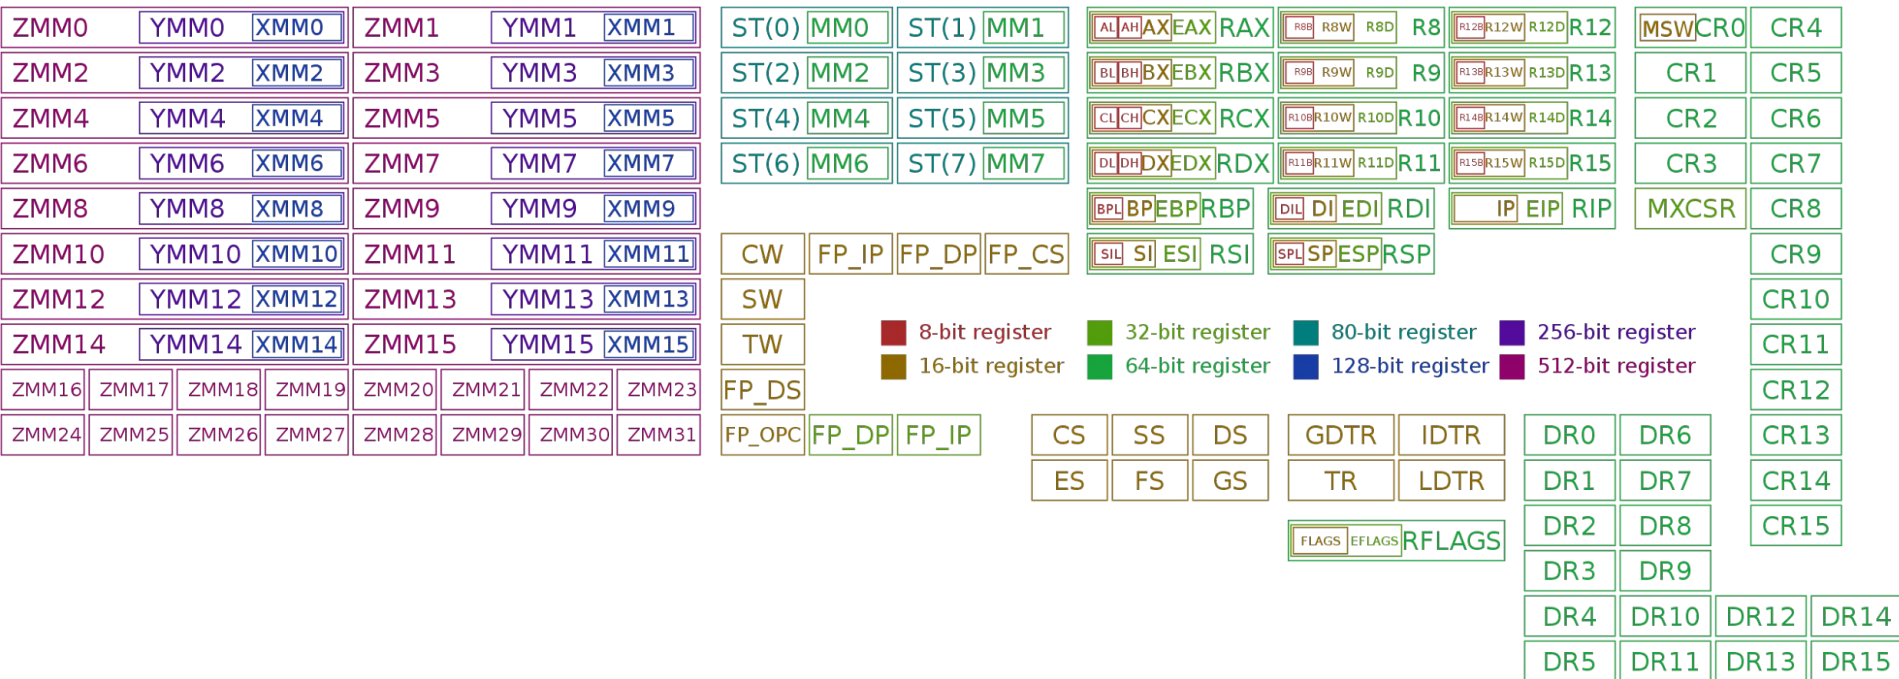 ZMM0 YMM0 XMM0 ZMM1 YMM1 XMM1 ST(0) MM0 ST(1) MM1 AL AH AX EAX RAX R8B R8W R8D R8 R12B R12W R12D R12 MSW CR0 CR4
ZMM2 YMM2 XMM2 ZMM3 YMM3 XMM3 ST(2) MM2 ST(3) MM3 BL BH BX EBX RBX R9B R9W R9D R9 R13B R13W R13D R13 CR1 CR5
ZMM4 YMM4 XMM4 ZMM5 YMM5 XMM5 ST(4) MM4 ST(5) MM5 CL CH CX ECX RCX R10B R10W R10D R10 R14B R14W R14D R14 CR2 CR6
ZMM6 YMM6 XMM6 ZMM7 YMM7 XMM7 ST(6) MM6 ST(7) MM7 DL DH DX EDX RDX R11B R11W R11D R11 R15B R15W R15D R15 CR3 CR7
ZMM8 YMM8 XMM8 ZMM9 YMM9 XMM9 BPL BP EBP RBP DIL DI EDI RDI IP EIP RIP MXCSR CR8
ZMM10 YMM10 XMM10 ZMM11 YMM11 XMM11 CW FP_IP FP_DP FP_CS SIL SI ESI RSI SPL SP ESP RSP CR9
ZMM12 YMM12 XMM12 ZMM13 YMM13 XMM13 SW CR10
ZMM14 YMM14 XMM14 ZMM15 YMM15 XMM15 TW 8-bit register 32-bit register 80-bit register 256-bit register CR11
16-bit register 64-bit register 128-bit register 512-bit register
ZMM16 ZMM17 ZMM18 ZMM19 ZMM20 ZMM21 ZMM22 ZMM23 FP_DS CR12
ZMM24 ZMM25 ZMM26 ZMM27 ZMM28 ZMM29 ZMM30 ZMM31 FP_OPC FP_DP FP_IP CS SS DS GDTR IDTR DR0 DR6 CR13
ES FS GS TR LDTR DR1 DR7 CR14
FLAGS EFLAGS RFLAGS DR2 DR8 CR15
DR3 DR9
DR4 DR10 DR12 DR14
DR5 DR11 DR13 DR15